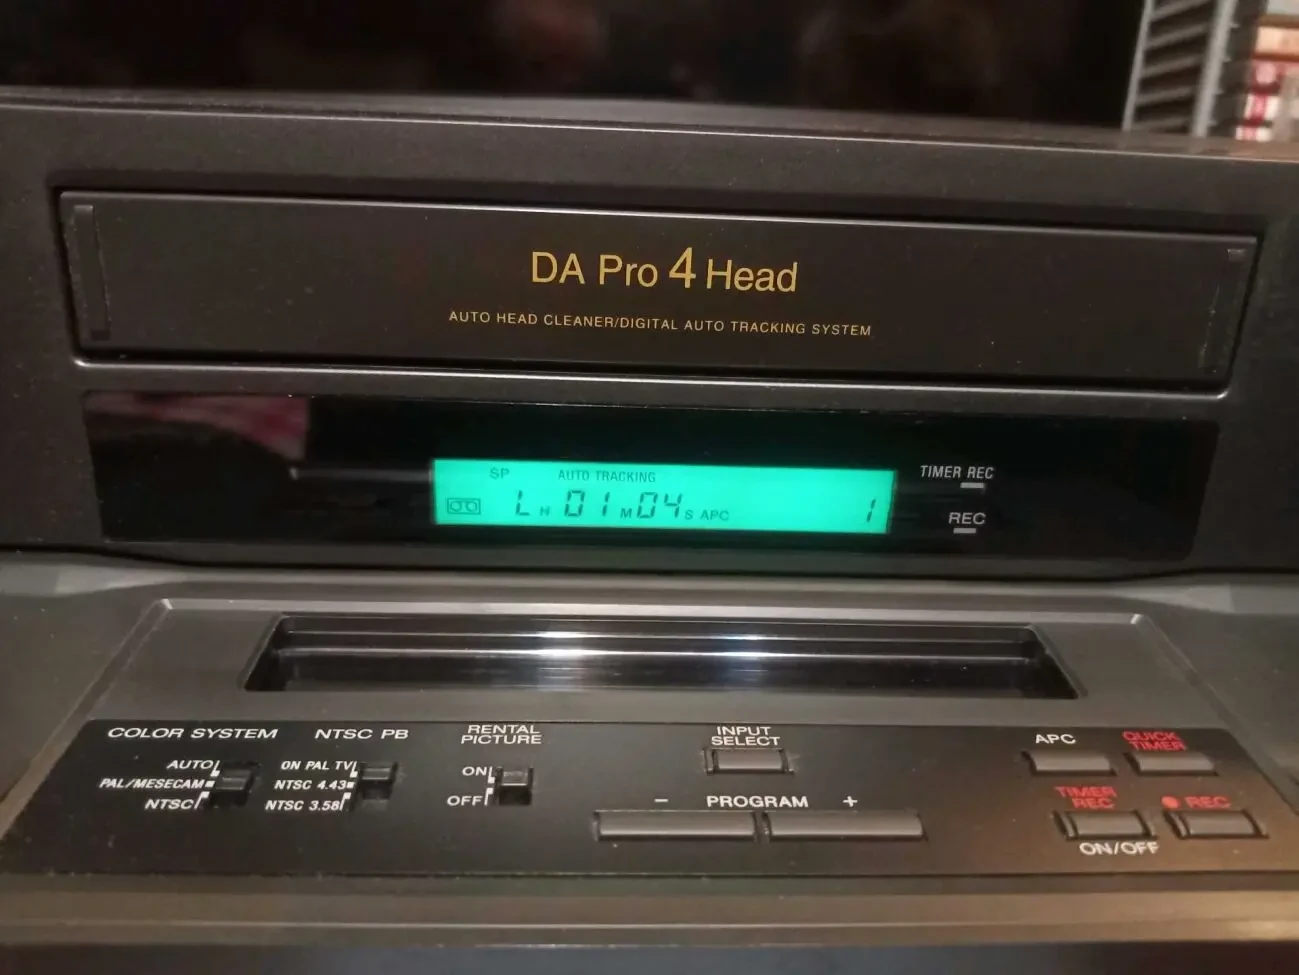 DA Pro 4 Head
AUTO HEAD CLEANER/DIGITAL AUTO TRACKING SYSTEM
SP AUTO TRACKING
L H 01 M 04 S APC 1
TIMER REC
REC
COLOR SYSTEM
AUTO
PAL/MESECAM
NTSC
NTSC PB
ON PAL TV
NTSC 4.43
NTSC 3.58
RENTAL
PICTURE
ON
OFF
INPUT
SELECT
– PROGRAM +
APC
QUICK
TIMER
TIMER
REC
ON/OFF
● REC